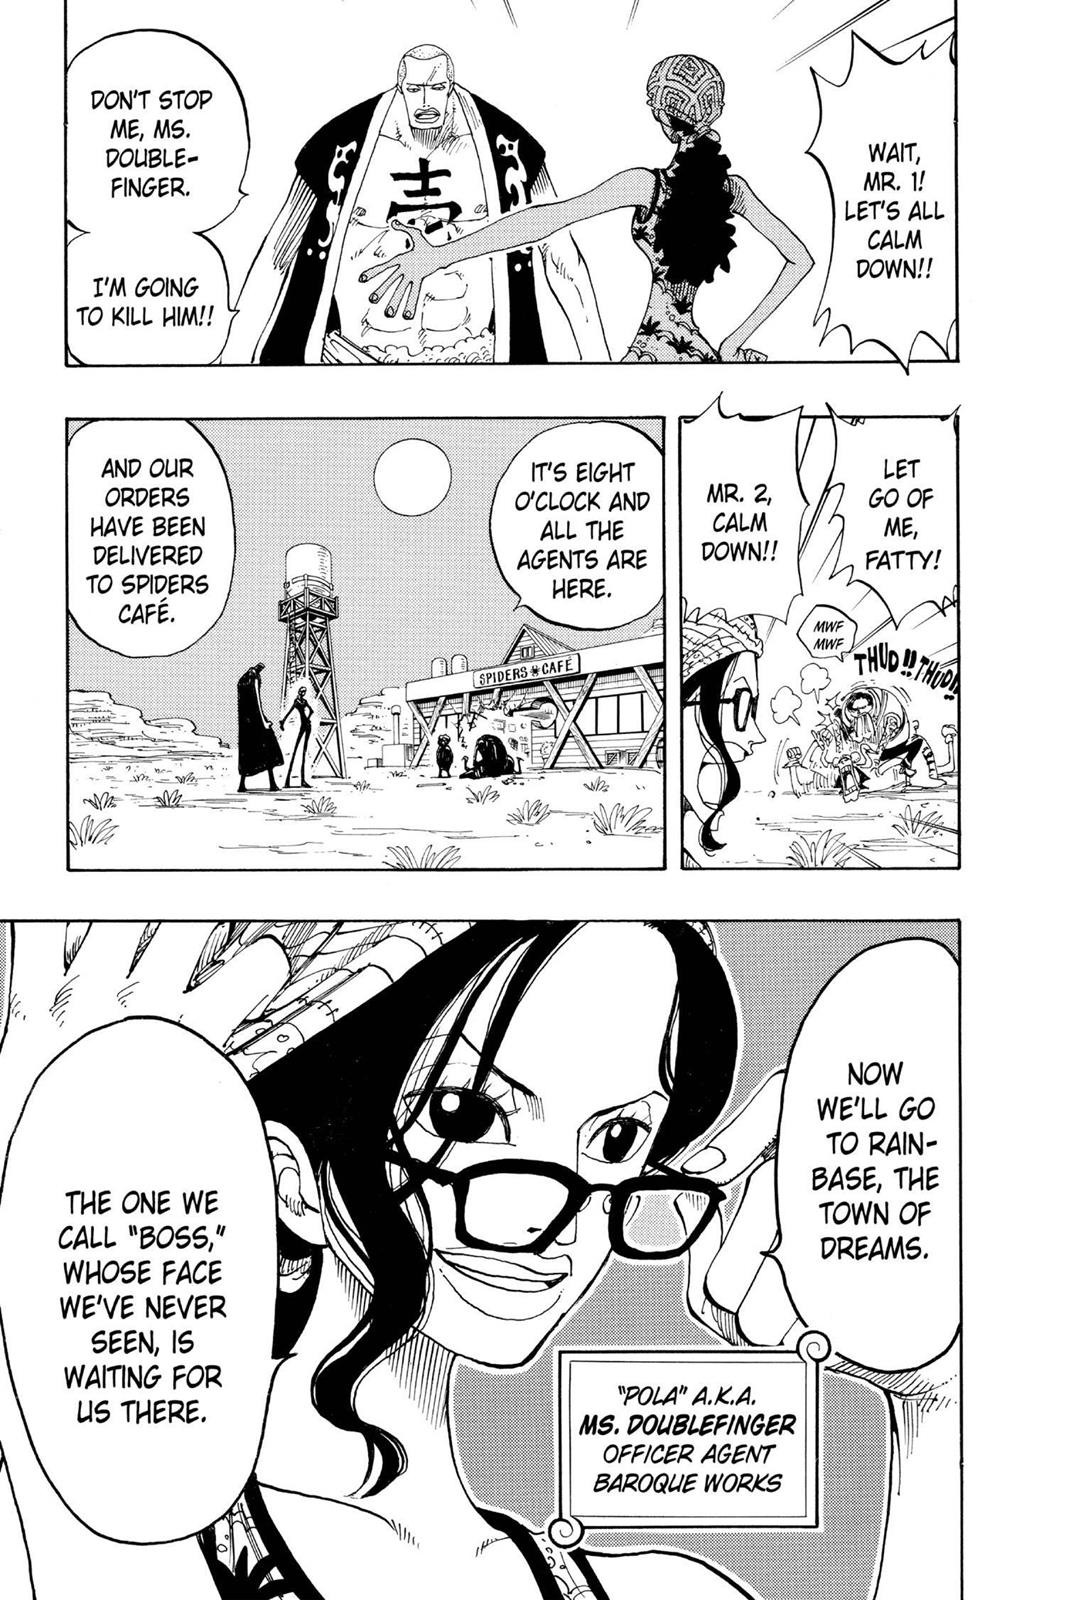 WAIT,
MR. 1!
LET'S ALL
CALM
DOWN!!
DON'T STOP
ME, MS.
DOUBLE-
FINGER.
I'M GOING
TO KILL HIM!!
壱
LET
GO OF
ME,
FATTY!
MR. 2,
CALM
DOWN!!
MWF
MWF
THUD!! THUD!!
IT'S EIGHT
O'CLOCK AND
ALL THE
AGENTS ARE
HERE.
AND OUR
ORDERS
HAVE BEEN
DELIVERED
TO SPIDERS
CAFÉ.
SPIDERS CAFÉ
NOW
WE'LL GO
TO RAIN-
BASE, THE
TOWN OF
DREAMS.
THE ONE WE
CALL "BOSS,"
WHOSE FACE
WE'VE NEVER
SEEN, IS
WAITING FOR
US THERE.
"POLA" A.K.A.
MS. DOUBLEFINGER
OFFICER AGENT
BAROQUE WORKS